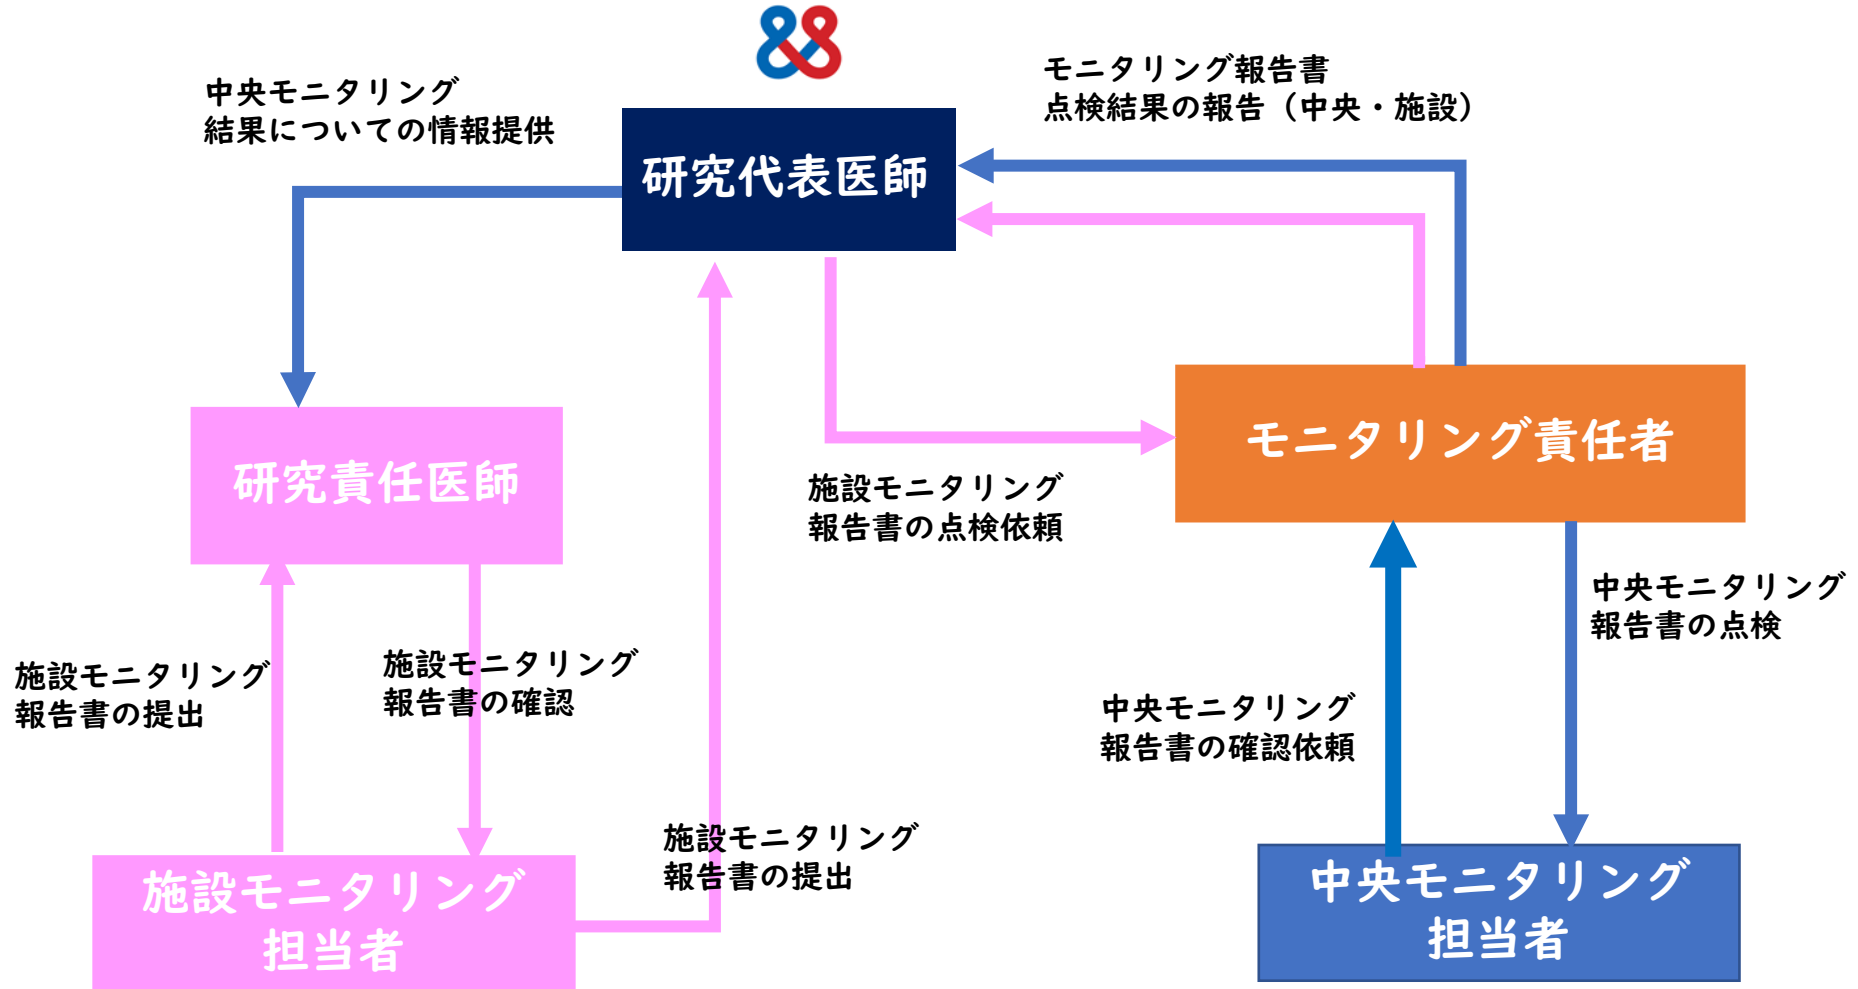 中央モニタリング
結果についての情報提供
モニタリング報告書
点検結果の報告（中央・施設）
研究代表医師
研究責任医師
モニタリング責任者
施設モニタリング
報告書の点検依頼
中央モニタリング
報告書の点検
施設モニタリング
報告書の提出
施設モニタリング
報告書の確認
中央モニタリング
報告書の確認依頼
施設モニタリング
報告書の提出
施設モニタリング
担当者
中央モニタリング
担当者